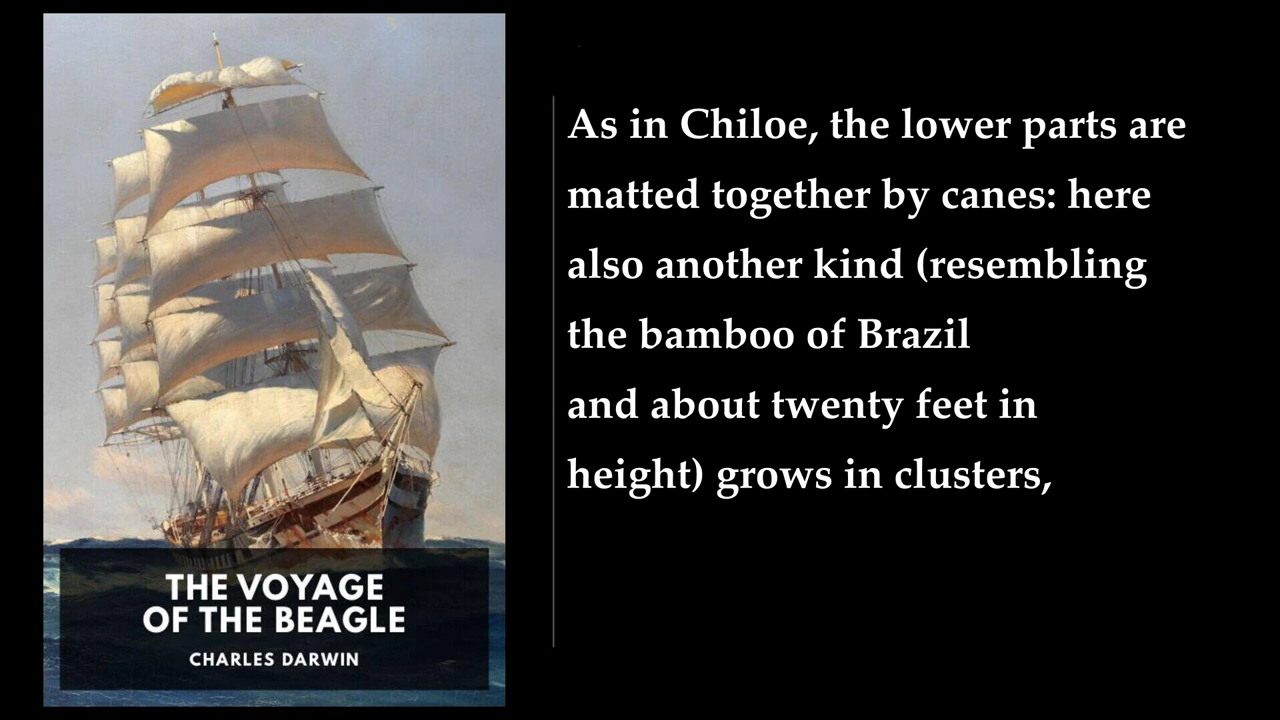 THE VOYAGE
OF THE BEAGLE
CHARLES DARWIN
As in Chiloe, the lower parts are
matted together by canes: here
also another kind (resembling
the bamboo of Brazil
and about twenty feet in
height) grows in clusters,